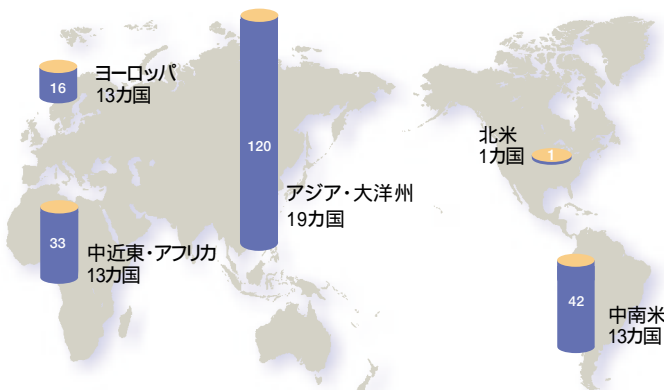 16
ヨーロッパ
13カ国
120
アジア・大洋州
19カ国
33
中近東・アフリカ
13カ国
北米
1カ国
1
42
中南米
13カ国